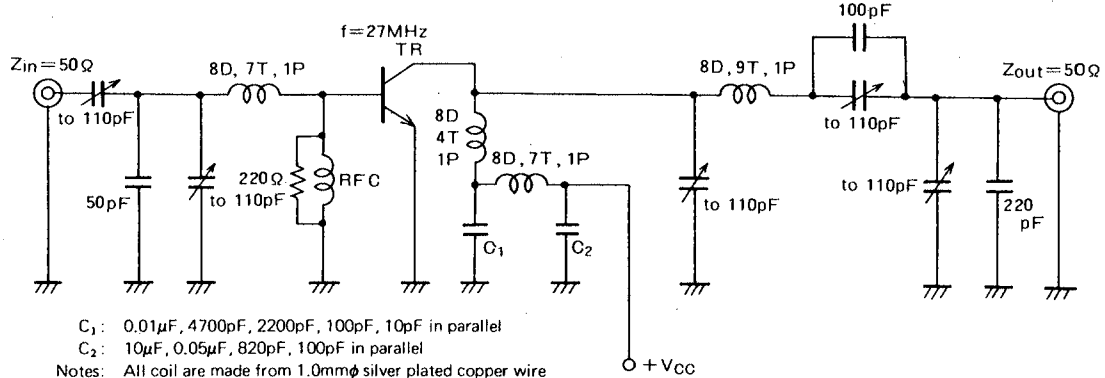 100pF
f=27MHz
TR
Zin=50Ω
8D, 7T, 1P
8D, 9T, 1P
Zout=50Ω
to 110pF
8D
4T
1P
to 110pF
8D, 7T, 1P
50pF
to 110pF
220Ω
RFC
to 110pF
to 110pF
220
pF
C₁
C₂
C₁: 0.01μF, 4700pF, 2200pF, 100pF, 10pF in parallel
C₂: 10μF, 0.05μF, 820pF, 100pF in parallel
Notes: All coil are made from 1.0mmφ silver plated copper wire
+VCC